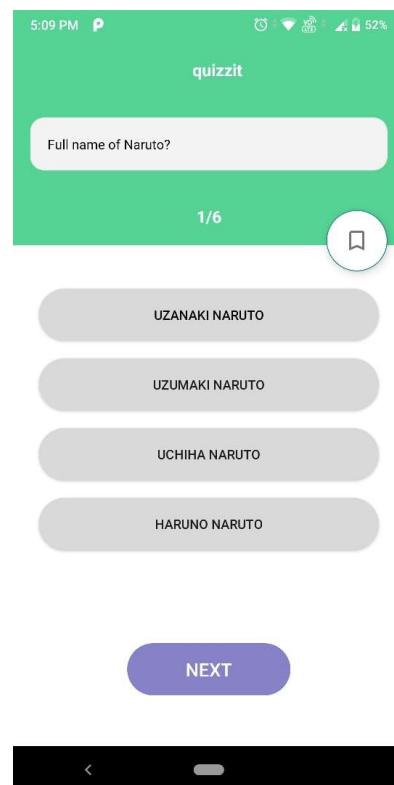 5:09 PM 52%
quizzit
Full name of Naruto?
1/6
UZANAKI NARUTO
UZUMAKI NARUTO
UCHIHA NARUTO
HARUNO NARUTO
NEXT